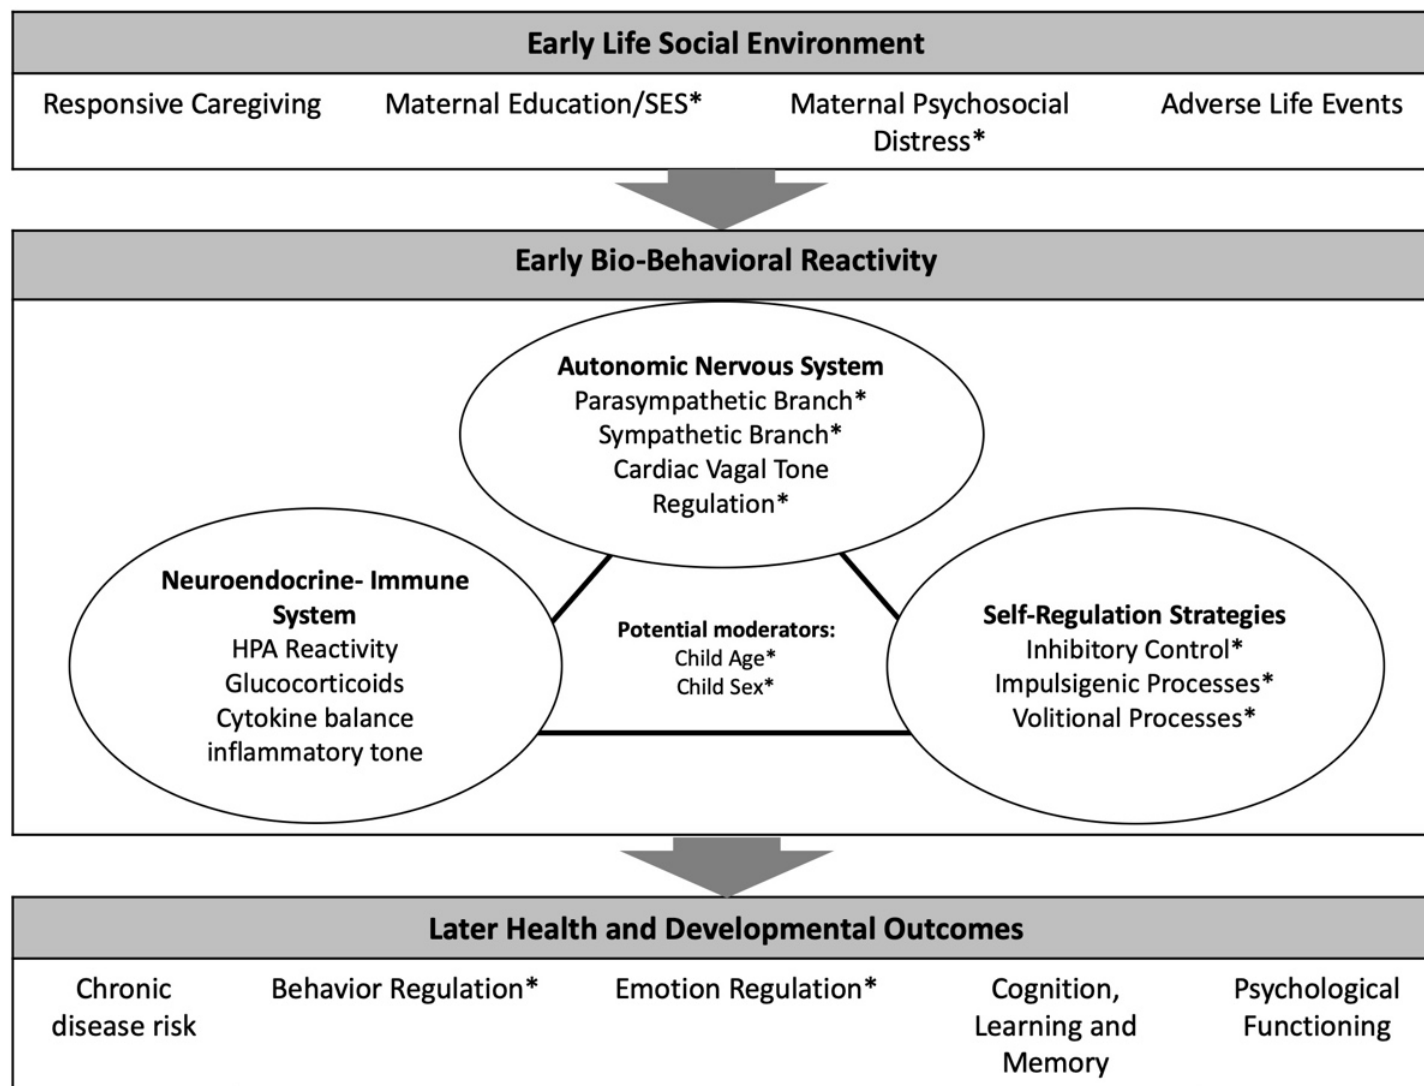 Early Life Social Environment
Responsive Caregiving
Maternal Education/SES*
Maternal Psychosocial
Distress*
Adverse Life Events
Early Bio-Behavioral Reactivity
Autonomic Nervous System
Parasympathetic Branch*
Sympathetic Branch*
Cardiac Vagal Tone
Regulation*
Neuroendocrine- Immune
System
HPA Reactivity
Glucocorticoids
Cytokine balance
inflammatory tone
Potential moderators:
Child Age*
Child Sex*
Self-Regulation Strategies
Inhibitory Control*
Impulsigenic Processes*
Volitional Processes*
Later Health and Developmental Outcomes
Chronic
disease risk
Behavior Regulation*
Emotion Regulation*
Cognition,
Learning and
Memory
Psychological
Functioning